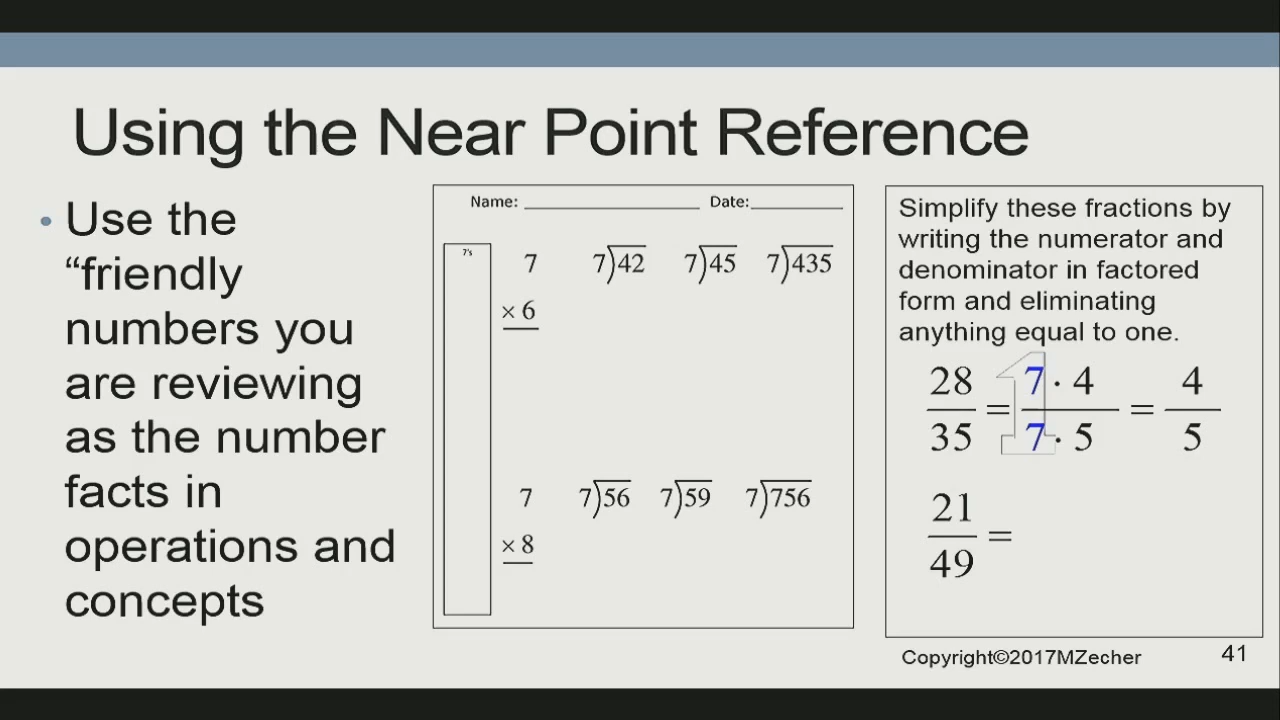 Using the Near Point Reference
• Use the
“friendly
numbers you
are reviewing
as the number
facts in
operations and
concepts
Name: ____________________ Date:__________
7's
7 7)42 7)45 7)435
× 6
7 7)56 7)59 7)756
× 8
Simplify these fractions by
writing the numerator and
denominator in factored
form and eliminating
anything equal to one.
28/35 = 1 7 · 4/7 · 5 = 4/5
21/49 =
Copyright©2017MZecher 41